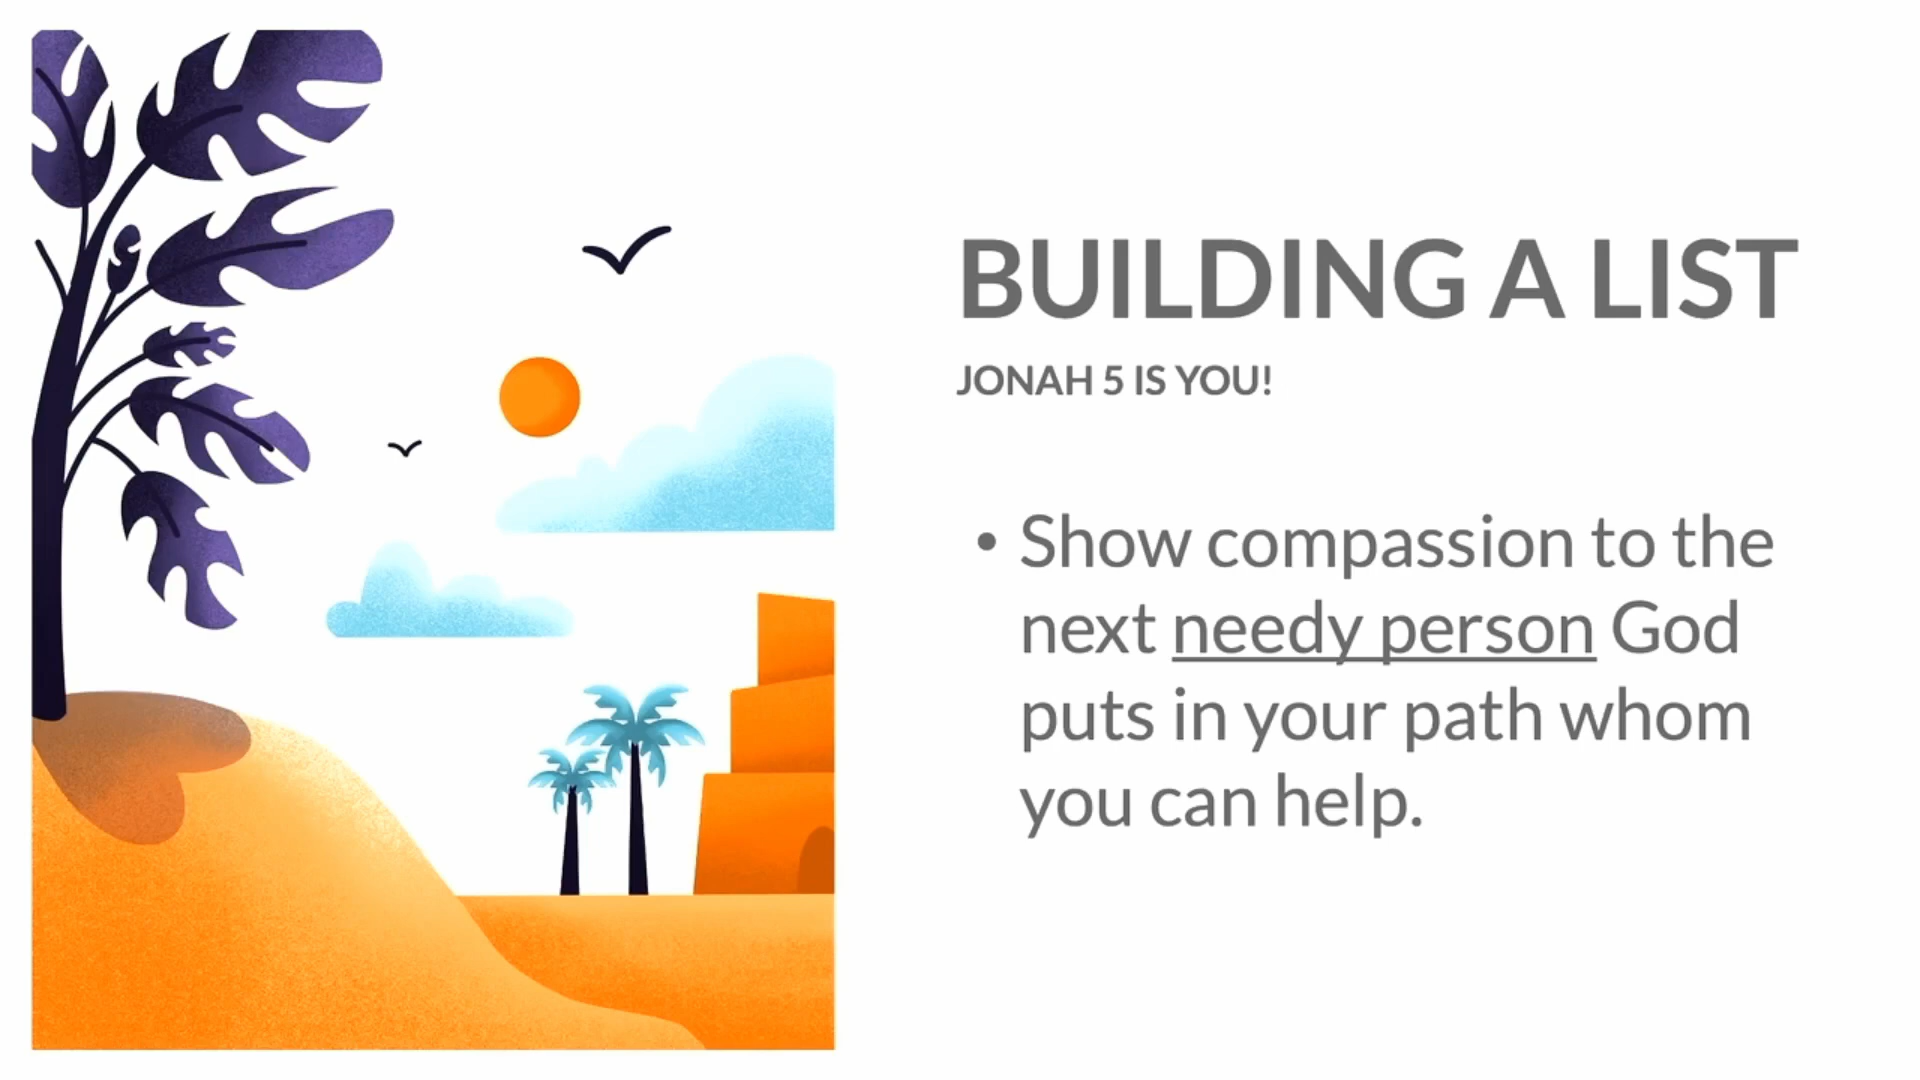 BUILDING A LIST
JONAH 5 IS YOU!
• Show compassion to the
next needy person God
puts in your path whom
you can help.